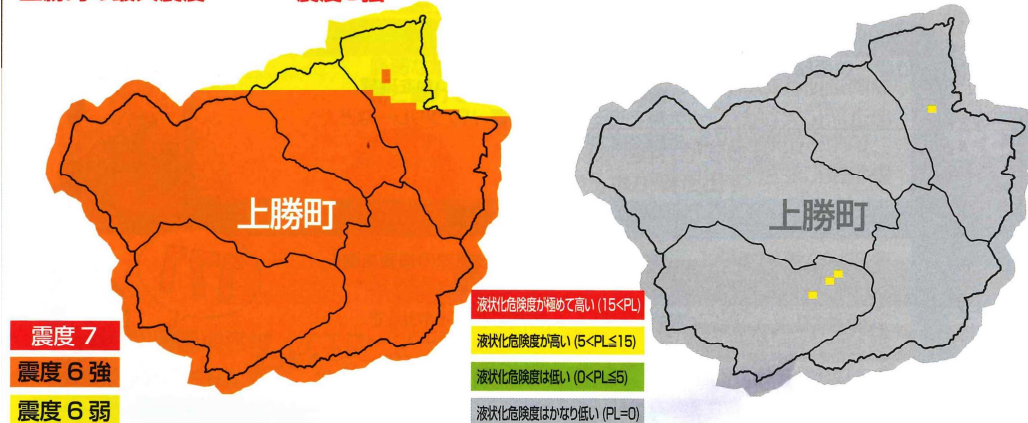 上勝町
上勝町
震度 7
震度 6 強
震度 6 弱
液状化危険度が極めて高い (15<PL)
液状化危険度が高い (5<PL≦15)
液状化危険度は低い (0<PL≦5)
液状化危険度はかなり低い (PL=0)